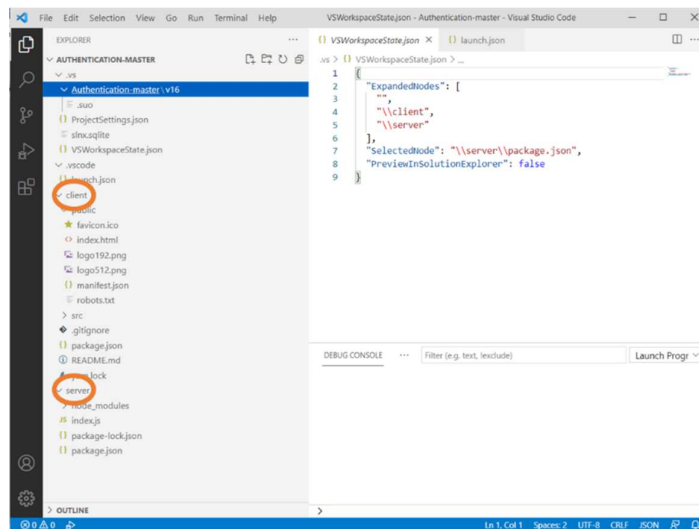 File Edit Selection View Go Run Terminal Help
VSWorkspaceState.json - Authentication-master - Visual Studio Code
EXPLORER
AUTHENTICATION-MASTER
.vs
Authentication-master\v16
.suo
ProjectSettings.json
slnx.sqlite
VSWorkspaceState.json
.vscode
launch.json
client
public
favicon.ico
index.html
logo192.png
logo512.png
manifest.json
robots.txt
src
.gitignore
package.json
README.md
.lock
server
node_modules
JS index.js
package-lock.json
package.json
OUTLINE
{} VSWorkspaceState.json × {} launch.json
.vs > {} VSWorkspaceState.json > ...
1 {
2 "ExpandedNodes": [
3 "",
4 "\\client",
5 "\\server"
6 ],
7 "SelectedNode": "\\server\\package.json",
8 "PreviewInSolutionExplorer": false
9 }
DEBUG CONSOLE ... Filter (e.g. text, !exclude) Launch Progr
0 0 Ln 1, Col 1 Spaces: 2 UTF-8 CRLF JSON